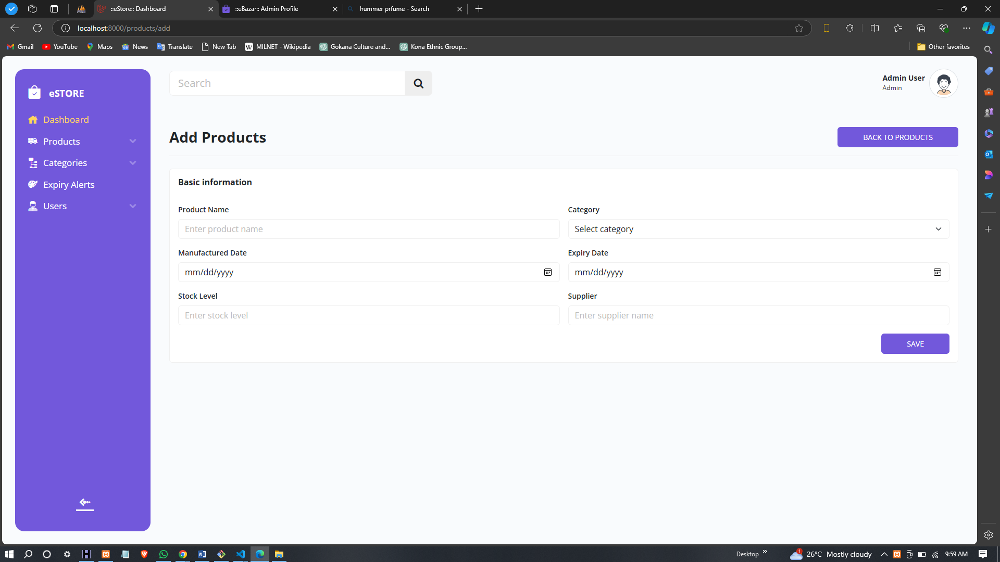 ::eStore:: Dashboard
::eBazar:: Admin Profile
hummer prfume - Search
localhost:8000/products/add
Gmail
YouTube
Maps
News
Translate
New Tab
MILNET - Wikipedia
Gokana Culture and...
Kona Ethnic Group...
Other favorites
eSTORE
Search
Admin User
Admin
Dashboard
Products
Categories
Expiry Alerts
Users
Add Products
BACK TO PRODUCTS
Basic information
Product Name
Category
Enter product name
Select category
Manufactured Date
Expiry Date
mm/dd/yyyy
mm/dd/yyyy
Stock Level
Supplier
Enter stock level
Enter supplier name
SAVE
Desktop
1
26°C Mostly cloudy
9:59 AM